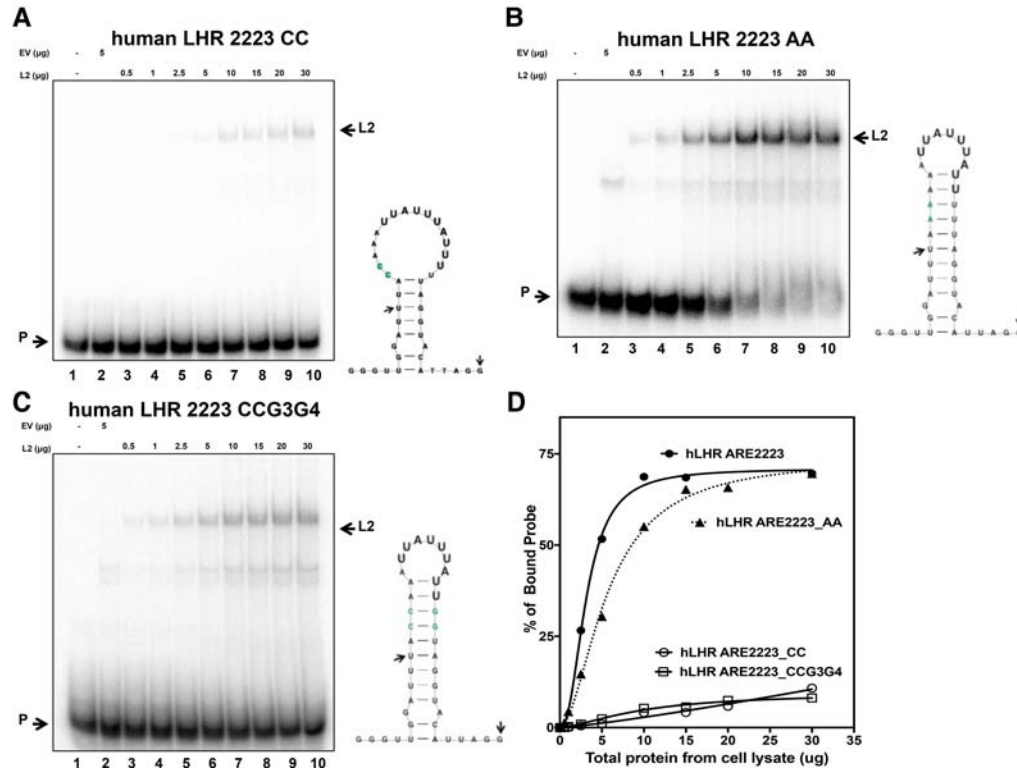 A
human LHR 2223 CC
EV (µg) - 5
L2 (µg) - 0.5 1 2.5 5 10 15 20 30
L2
P
1 2 3 4 5 6 7 8 9 10
B
human LHR 2223 AA
EV (µg) - 5
L2 (µg) - 0.5 1 2.5 5 10 15 20 30
L2
P
1 2 3 4 5 6 7 8 9 10
C
human LHR 2223 CCG3G4
EV (µg) - 5
L2 (µg) - 0.5 1 2.5 5 10 15 20 30
L2
P
1 2 3 4 5 6 7 8 9 10
D
% of Bound Probe
75
50
25
0
hLHR ARE2223
hLHR ARE2223_AA
hLHR ARE2223_CC
hLHR ARE2223_CCG3G4
0 5 10 15 20 25 30 35
Total protein from cell lysate (ug)